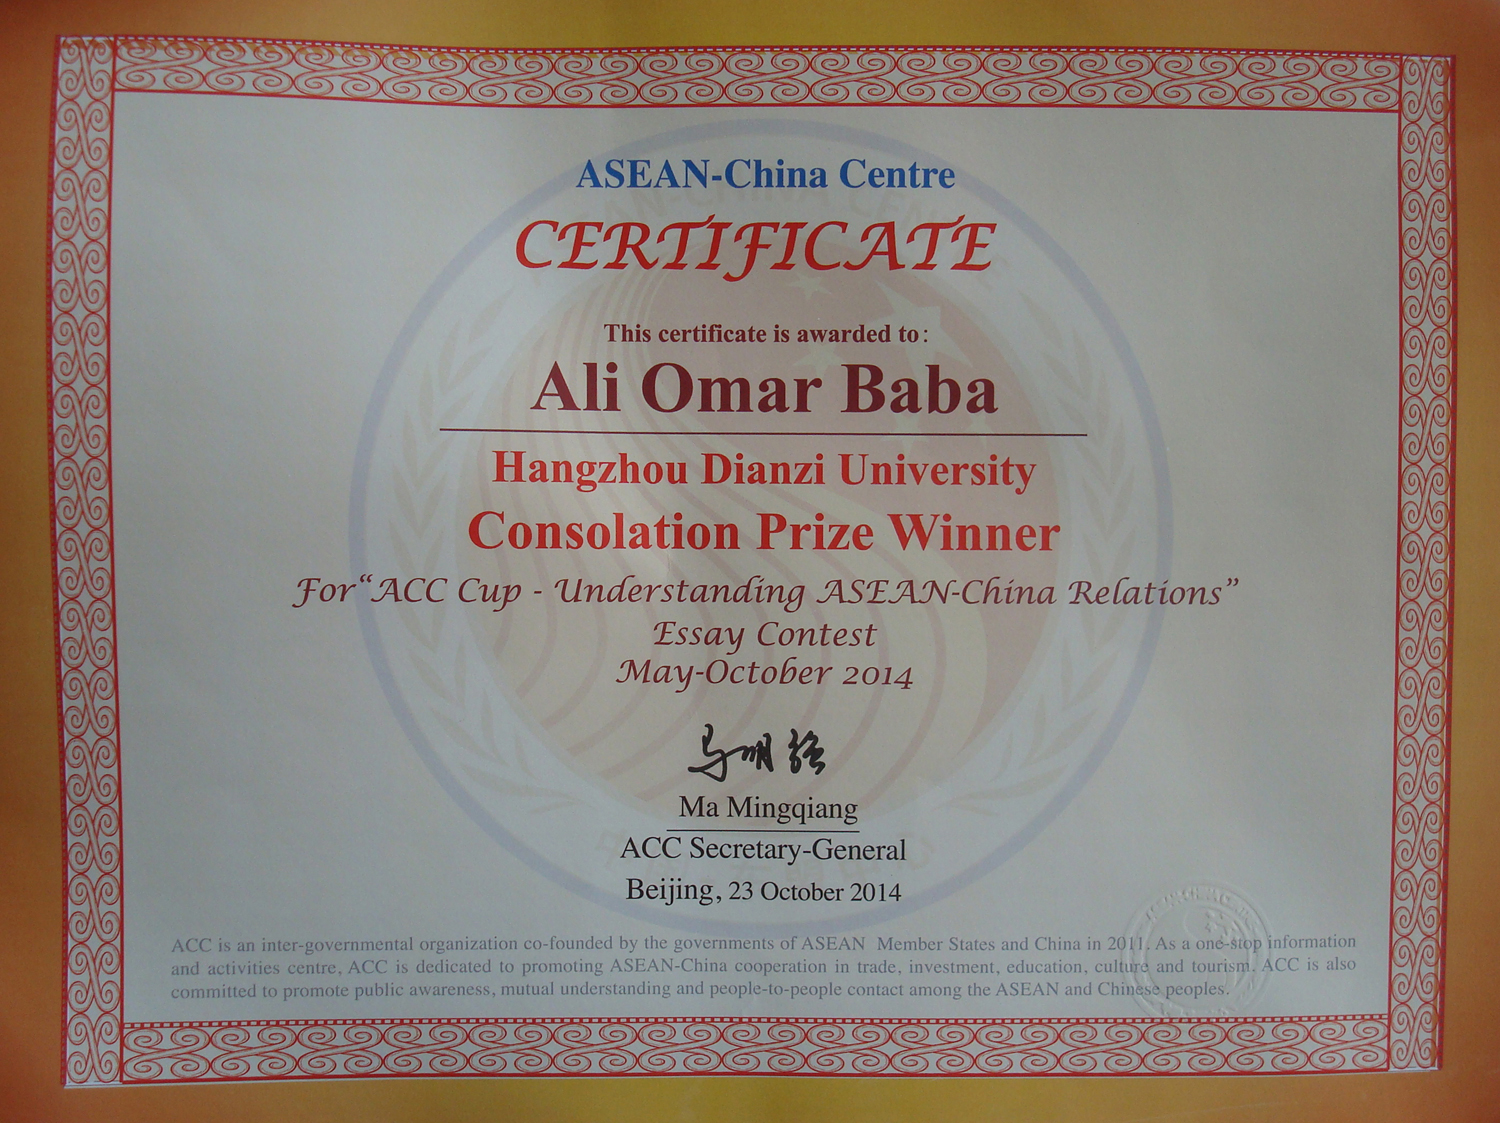 ASEAN-China Centre
CERTIFICATE
This certificate is awarded to:
Ali Omar Baba
Hangzhou Dianzi University
Consolation Prize Winner
For“ACC Cup - Understanding ASEAN-China Relations”
Essay Contest
May-October 2014
马明强
Ma Mingqiang
ACC Secretary-General
Beijing, 23 October 2014
ACC is an inter-governmental organization co-founded by the governments of ASEAN Member States and China in 2011. As a one-stop information
and activities centre, ACC is dedicated to promoting ASEAN-China cooperation in trade, investment, education, culture and tourism. ACC is also
committed to promote public awareness, mutual understanding and people-to-people contact among the ASEAN and Chinese peoples.